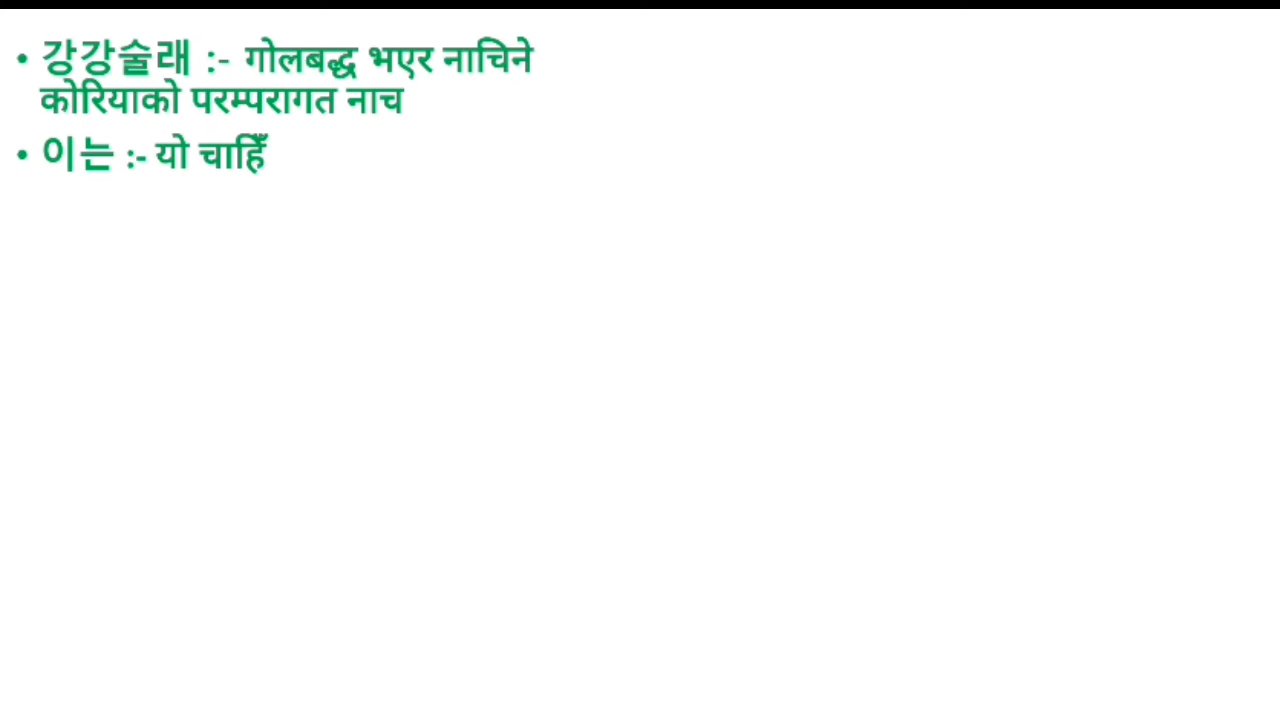 • 강강술래 :- गोलबद्ध भएर नाचिने
कोरियाको परम्परागत नाच
• 이는 :- यो चाहिँ